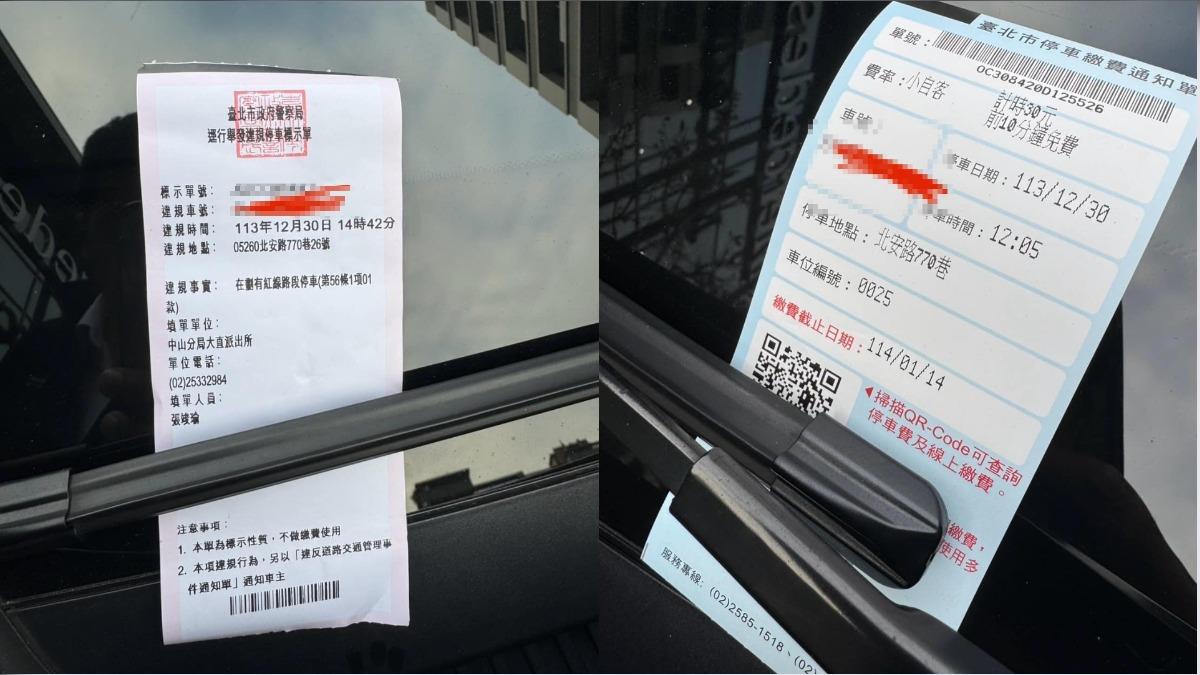 臺北市政府警察局
逕行舉發違規停車標示單
標示單號：
違規車號：
違規時間： 113年12月30日 14時42分
違規地點： 05260北安路770巷26號
違規事實： 在劃有紅線路段停車(第56條1項01
款)
填單單位：
中山分局大直派出所
單位電話：
(02)25332984
填單人員：
張竣瑜
注意事項：
1. 本單為標示性質，不做繳費使用
2. 本項違規行為，另以「違反道路交通管理事
件通知單」通知車主
臺北市停車繳費通知單
單號：
OC308420D125526
費率：小自客
計時30元
前10分鐘免費
車號
停車日期：113/12/30
車時間：12:05
停車地點：北安路770巷
車位編號：0025
繳費截止日期：114/01/14
◀掃描QR-Code可查詢
停車費及線上繳費。
繳費，
使用多
服務專線：(02)2585-1518、(02)